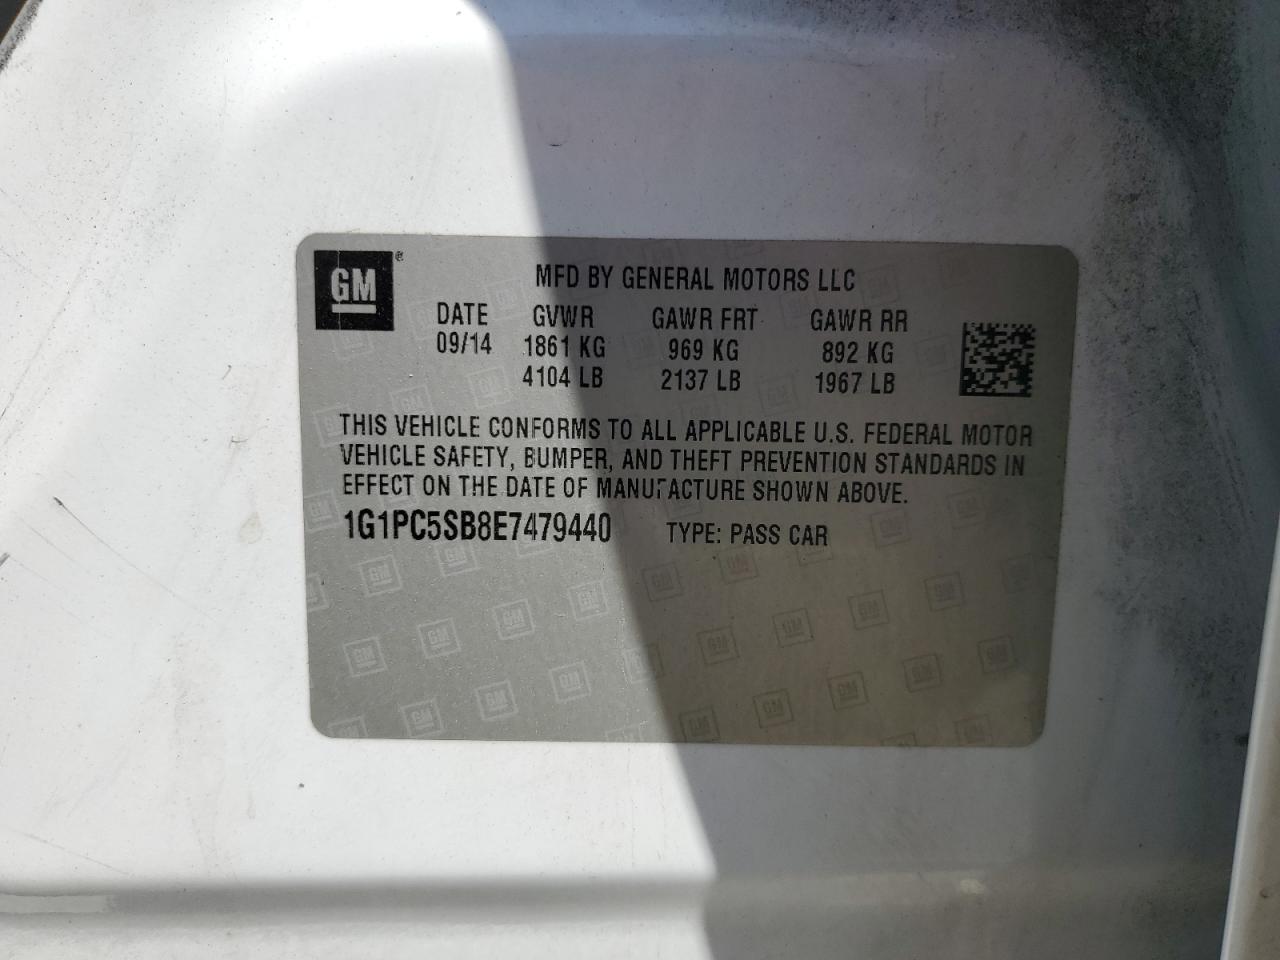 GM®
MFD BY GENERAL MOTORS LLC
DATE GVWR GAWR FRT GAWR RR
09/14 1861 KG 969 KG 892 KG
4104 LB 2137 LB 1967 LB
THIS VEHICLE CONFORMS TO ALL APPLICABLE U.S. FEDERAL MOTOR
VEHICLE SAFETY, BUMPER, AND THEFT PREVENTION STANDARDS IN
EFFECT ON THE DATE OF MANUFACTURE SHOWN ABOVE.
1G1PC5SB8E7479440 TYPE: PASS CAR